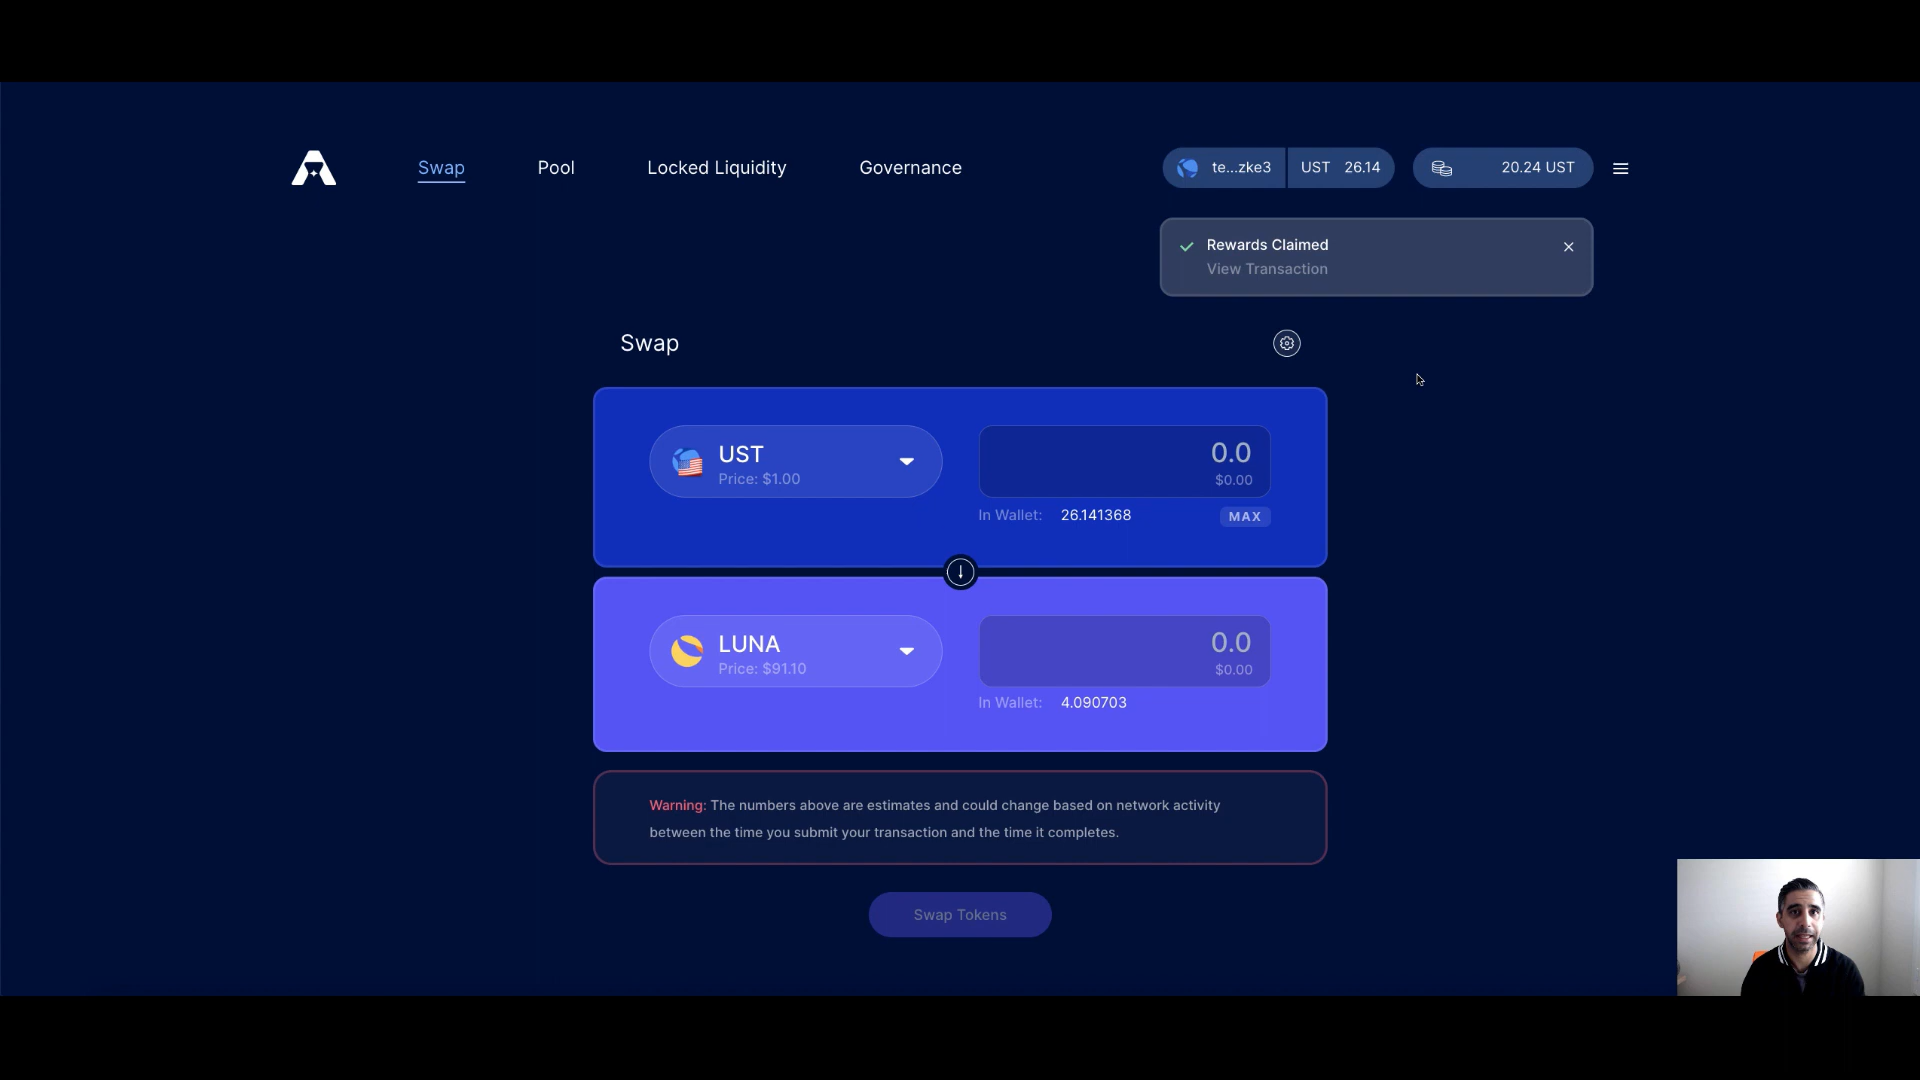 Swap
Pool
Locked Liquidity
Governance
te...zke3
UST 26.14
20.24 UST
Rewards Claimed
View Transaction
Swap
UST
Price: $1.00
0.0
$0.00
In Wallet: 26.141368
MAX
LUNA
Price: $91.10
0.0
$0.00
In Wallet: 4.090703
Warning: The numbers above are estimates and could change based on network activity
between the time you submit your transaction and the time it completes.
Swap Tokens